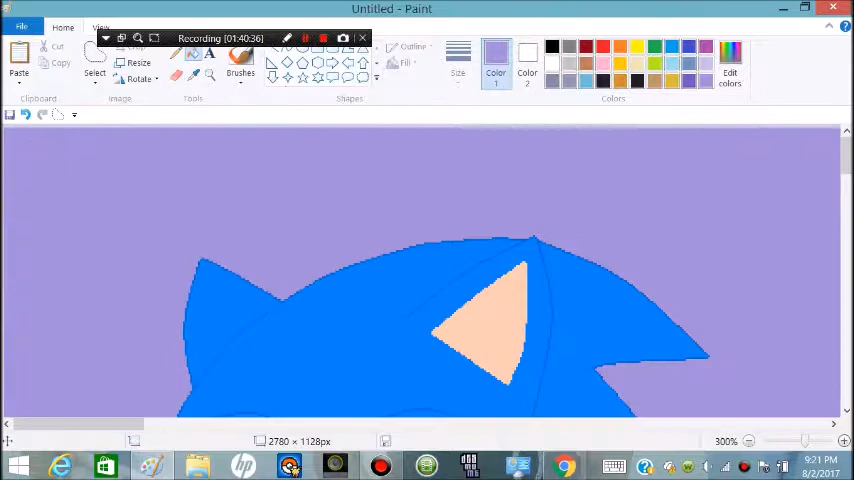 Untitled - Paint
File Home View
Recording [01:40:36]
Cut
Copy
Paste
Clipboard
Select
Crop
Resize
Rotate
Image
Tools
Brushes
Shapes
Outline
Fill
Size
Color
1
Color
2
Colors
Edit
colors
2780 × 1128px
300%
9:21 PM
8/2/2017